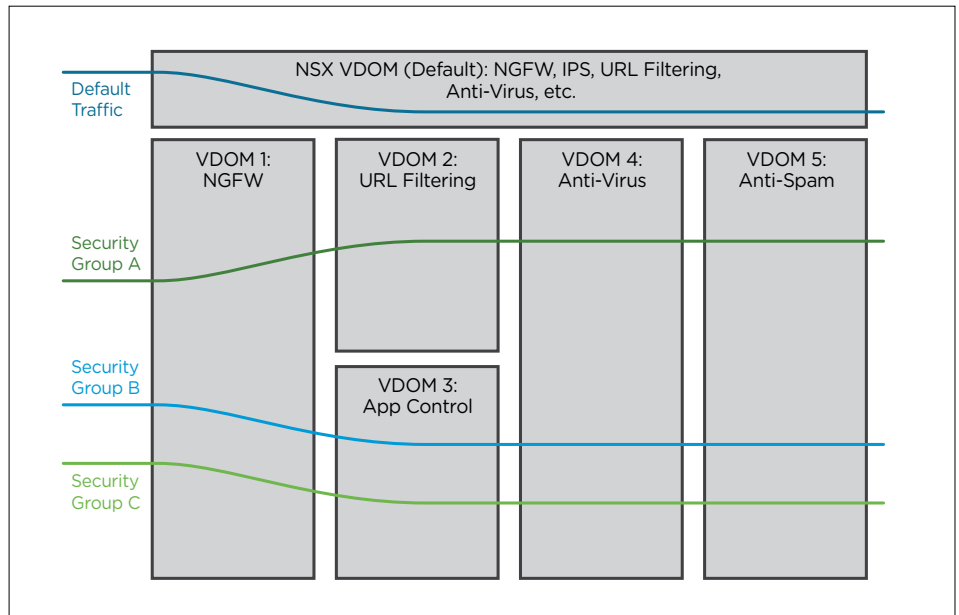 NSX VDOM (Default): NGFW, IPS, URL Filtering,
Anti-Virus, etc.
Default
Traffic
VDOM 1:
NGFW
VDOM 2:
URL Filtering
VDOM 4:
Anti-Virus
VDOM 5:
Anti-Spam
Security
Group A
Security
Group B
VDOM 3:
App Control
Security
Group C